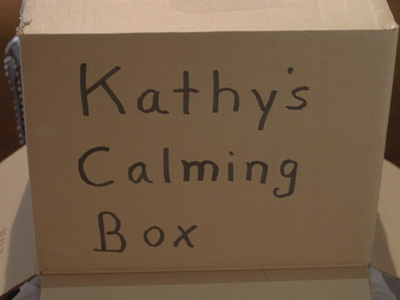 Kathy's
Calming
Box